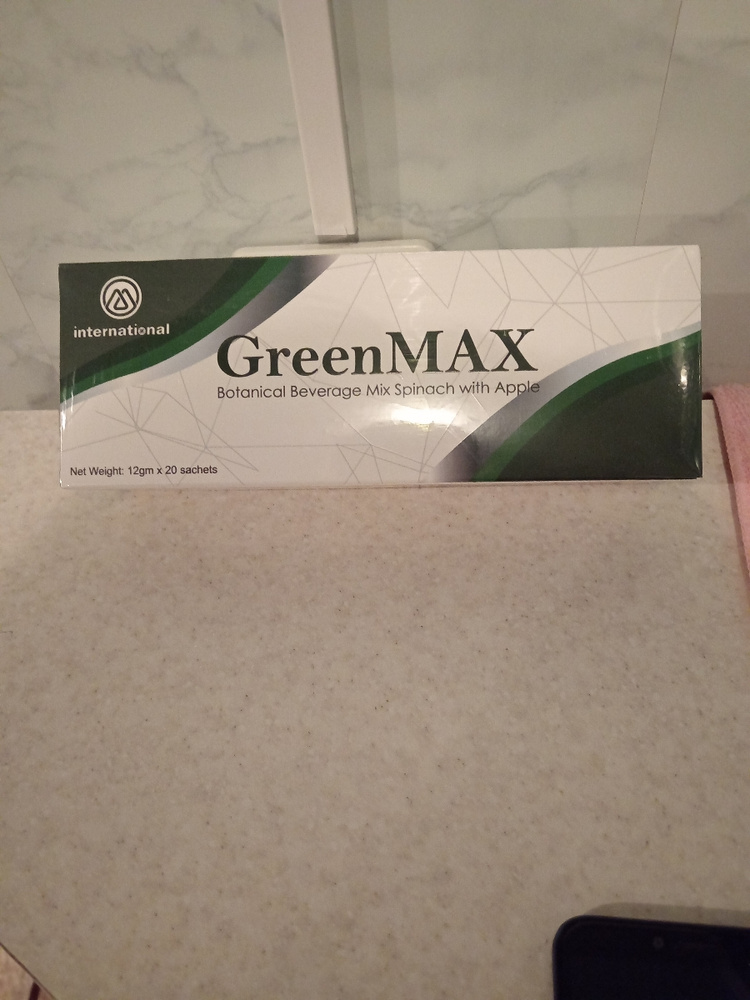 international
GreenMAX
Botanical Beverage Mix Spinach with Apple
Net Weight: 12gm x 20 sachets